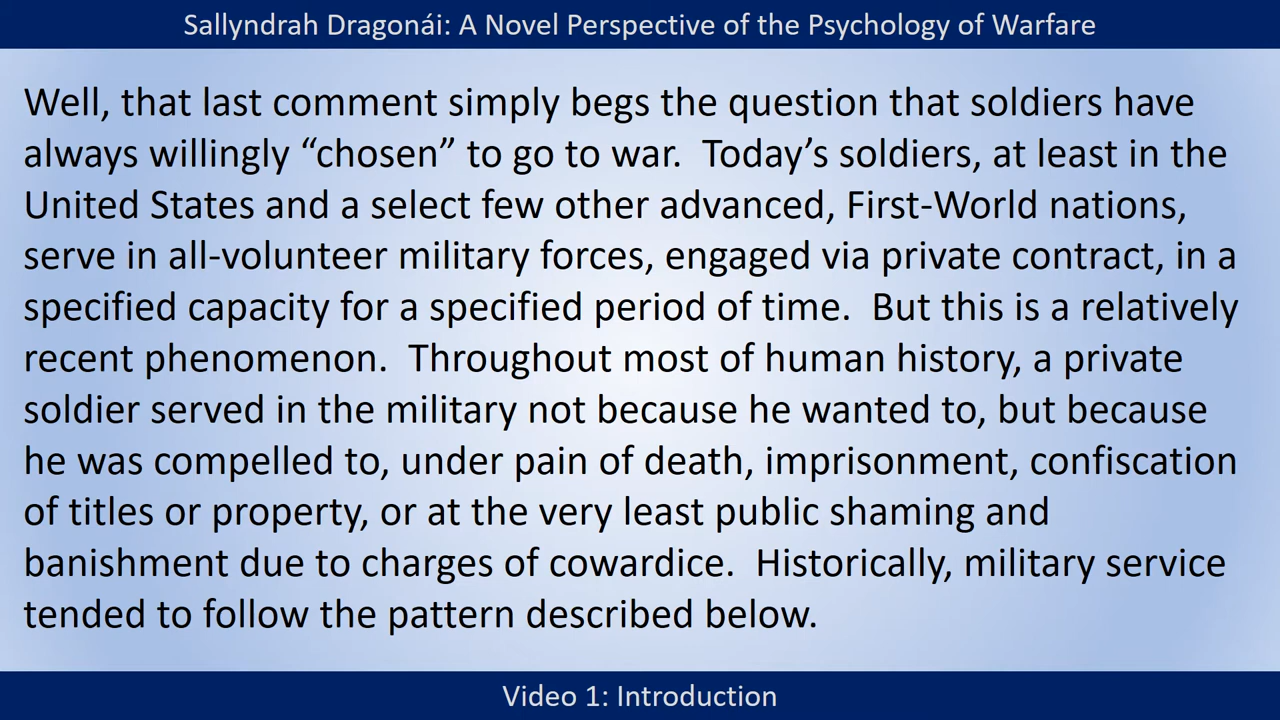 Sallyndrah Dragonái: A Novel Perspective of the Psychology of Warfare
Well, that last comment simply begs the question that soldiers have
always willingly “chosen” to go to war.  Today’s soldiers, at least in the
United States and a select few other advanced, First-World nations,
serve in all-volunteer military forces, engaged via private contract, in a
specified capacity for a specified period of time.  But this is a relatively
recent phenomenon.  Throughout most of human history, a private
soldier served in the military not because he wanted to, but because
he was compelled to, under pain of death, imprisonment, confiscation
of titles or property, or at the very least public shaming and
banishment due to charges of cowardice.  Historically, military service
tended to follow the pattern described below.
Video 1: Introduction